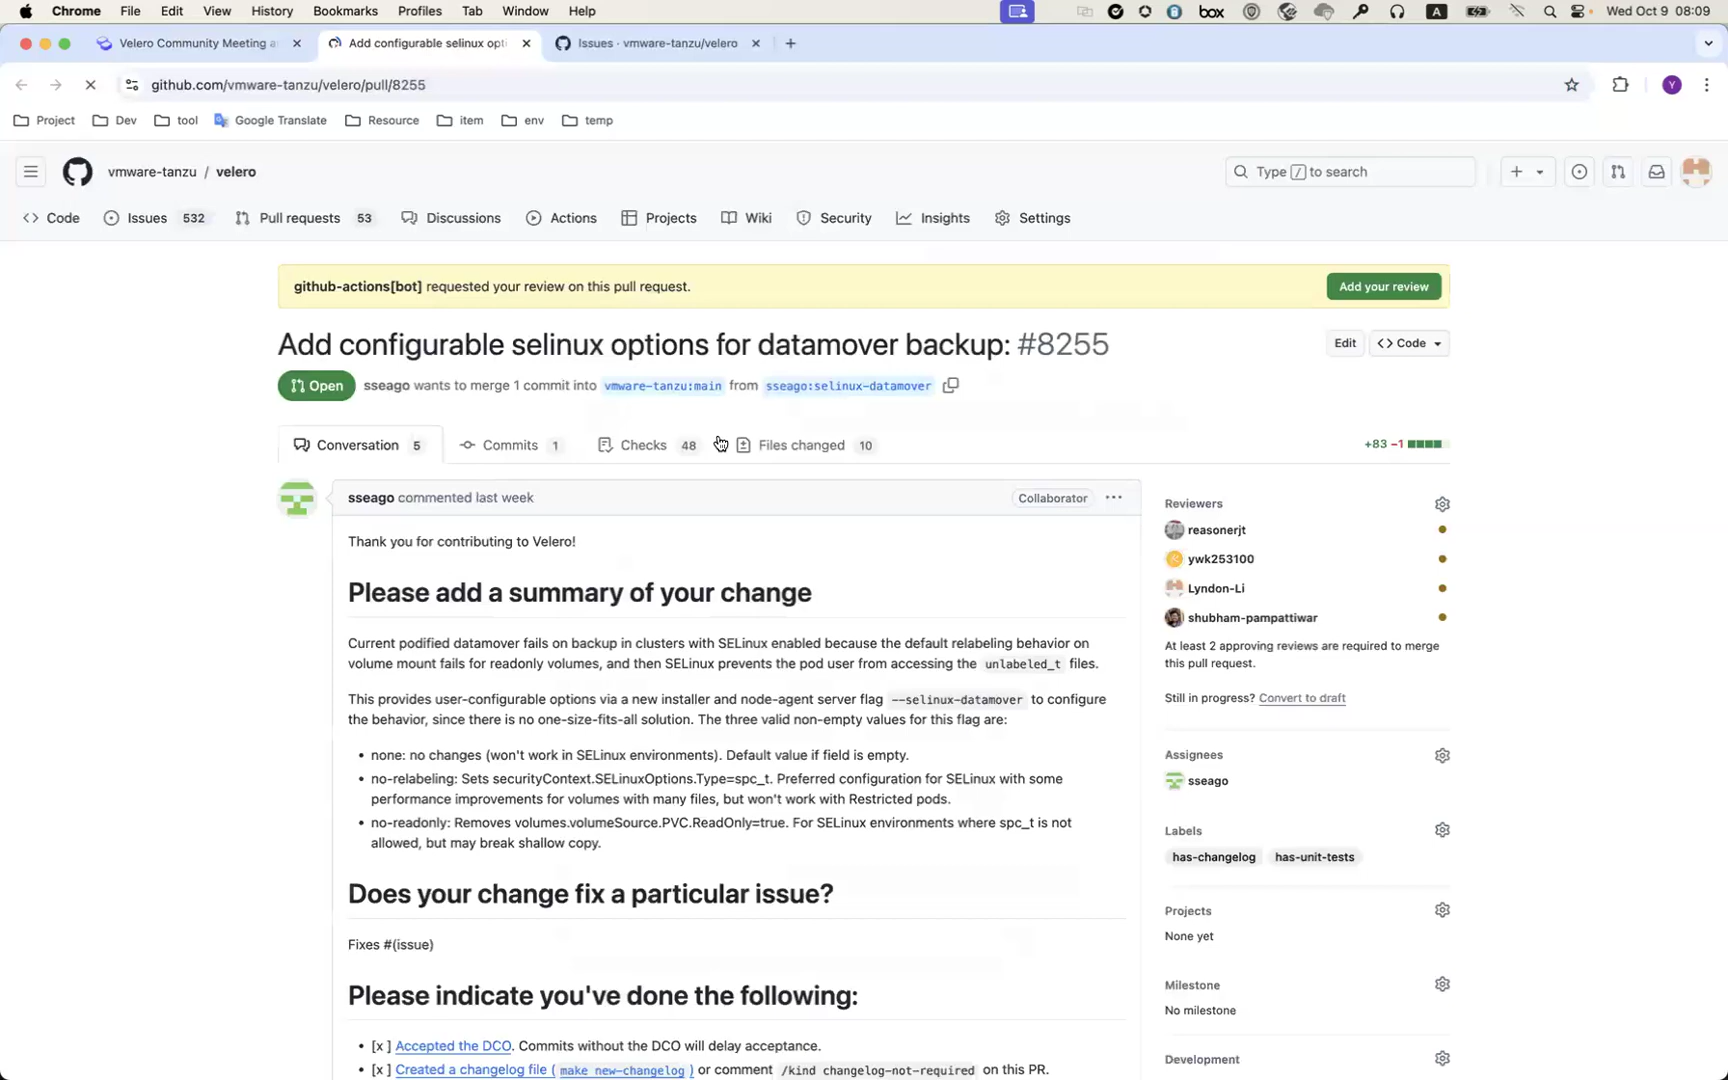 Chrome File Edit View History Bookmarks Profiles Tab Window Help box A Wed Oct 9 08:09
Velero Community Meeting a Add configurable selinux opti Issues · vmware-tanzu/velero
github.com/vmware-tanzu/velero/pull/8255 Y
Project Dev tool Google Translate Resource item env temp
vmware-tanzu / velero Type / to search
Code Issues 532 Pull requests 53 Discussions Actions Projects Wiki Security Insights Settings
github-actions[bot] requested your review on this pull request. Add your review
Add configurable selinux options for datamover backup: #8255 Edit <> Code
Open sseago wants to merge 1 commit into vmware-tanzu:main from sseago:selinux-datamover
Conversation 5 Commits 1 Checks 48 Files changed 10 +83 −1
sseago commented last week Collaborator ···
Thank you for contributing to Velero!
Please add a summary of your change
Current podified datamover fails on backup in clusters with SELinux enabled because the default relabeling behavior on
volume mount fails for readonly volumes, and then SELinux prevents the pod user from accessing the unlabeled_t files.
This provides user-configurable options via a new installer and node-agent server flag --selinux-datamover to configure
the behavior, since there is no one-size-fits-all solution. The three valid non-empty values for this flag are:
• none: no changes (won't work in SELinux environments). Default value if field is empty.
• no-relabeling: Sets securityContext.SELinuxOptions.Type=spc_t. Preferred configuration for SELinux with some
performance improvements for volumes with many files, but won't work with Restricted pods.
• no-readonly: Removes volumes.volumeSource.PVC.ReadOnly=true. For SELinux environments where spc_t is not
allowed, but may break shallow copy.
Does your change fix a particular issue?
Fixes #(issue)
Please indicate you've done the following:
• [x ] Accepted the DCO. Commits without the DCO will delay acceptance.
• [x ] Created a changelog file ( make new-changelog ) or comment /kind changelog-not-required on this PR.
Reviewers
reasonerjt
ywk253100
Lyndon-Li
shubham-pampattiwar
At least 2 approving reviews are required to merge
this pull request.
Still in progress? Convert to draft
Assignees
sseago
Labels
has-changelog has-unit-tests
Projects
None yet
Milestone
No milestone
Development